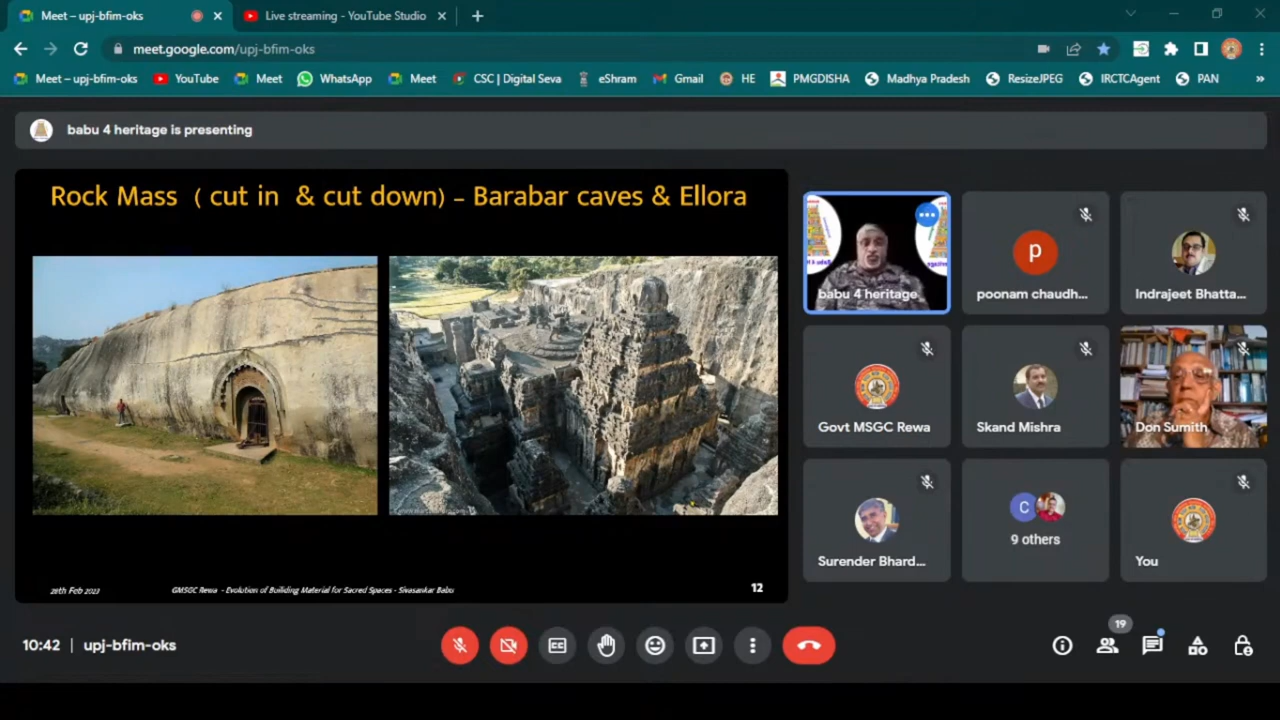 Meet – upj-bfim-oks
Live streaming - YouTube Studio
meet.google.com/upj-bfim-oks
Meet – upj-bfim-oks
YouTube
Meet
WhatsApp
Meet
CSC | Digital Seva
eShram
Gmail
HE
PMGDISHA
Madhya Pradesh
ResizeJPEG
IRCTCAgent
PAN
»
babu 4 heritage is presenting
Rock Mass ( cut in & cut down) – Barabar caves & Ellora
28th Feb 2023
GMSGC Rewa - Evolution of Builiding Material for Sacred Spaces - Sivasankar Babu
12
babu 4 heritage
p
poonam chaudh...
Indrajeet Bhatta...
Govt MSGC Rewa
Skand Mishra
Don Sumith
Surender Bhard...
C
9 others
You
10:42 | upj-bfim-oks
19